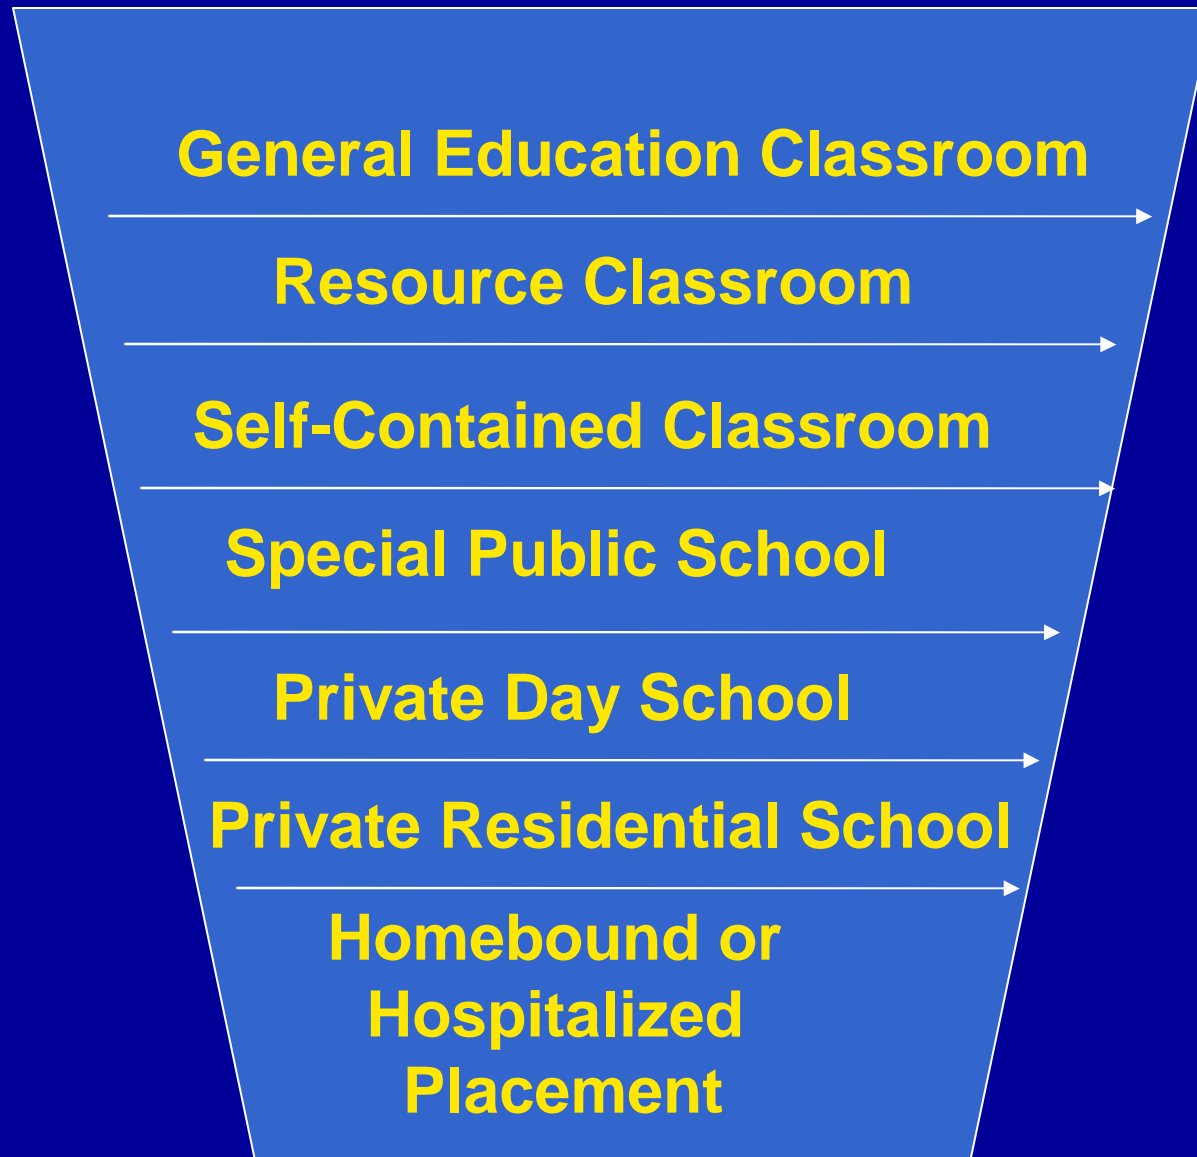 General Education Classroom
Resource Classroom
Self-Contained Classroom
Special Public School
Private Day School
Private Residential School
Homebound or
Hospitalized
Placement